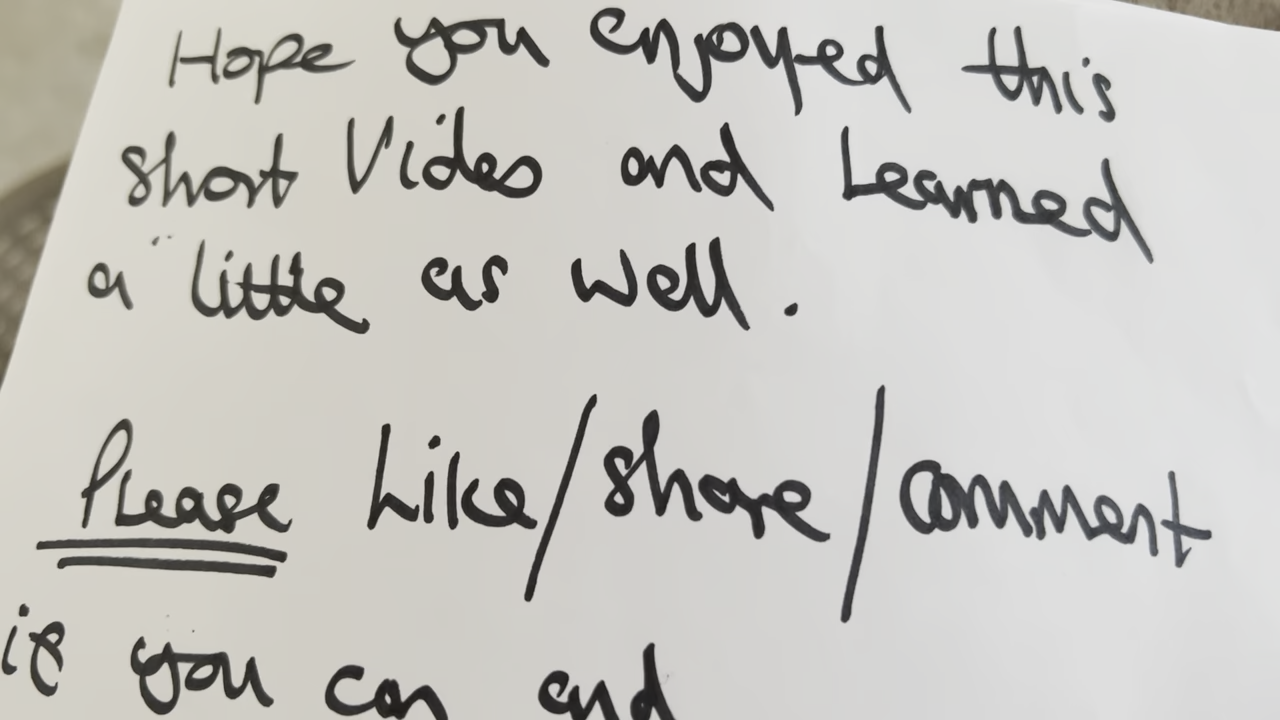 Hope you enjoyed this
short Video and Learned
a little as well.
Please Like/share/comment
if you can and